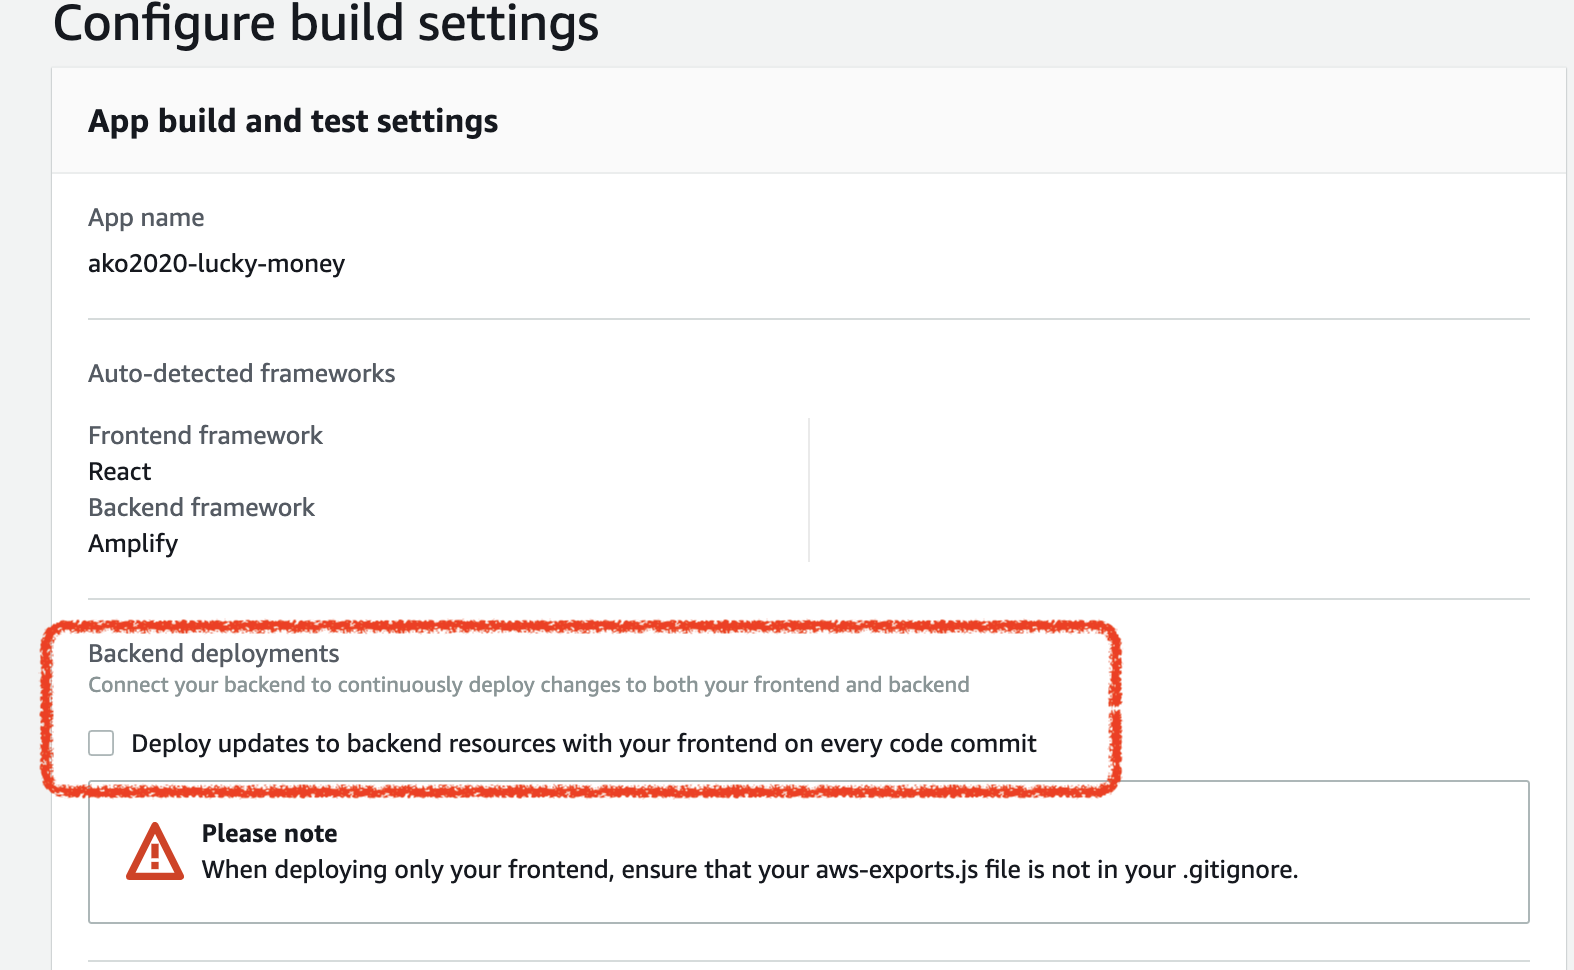 Configure build settings
App build and test settings
App name
ako2020-lucky-money
Auto-detected frameworks
Frontend framework
React
Backend framework
Amplify
Backend deployments
Connect your backend to continuously deploy changes to both your frontend and backend
Deploy updates to backend resources with your frontend on every code commit
Please note
When deploying only your frontend, ensure that your aws-exports.js file is not in your .gitignore.